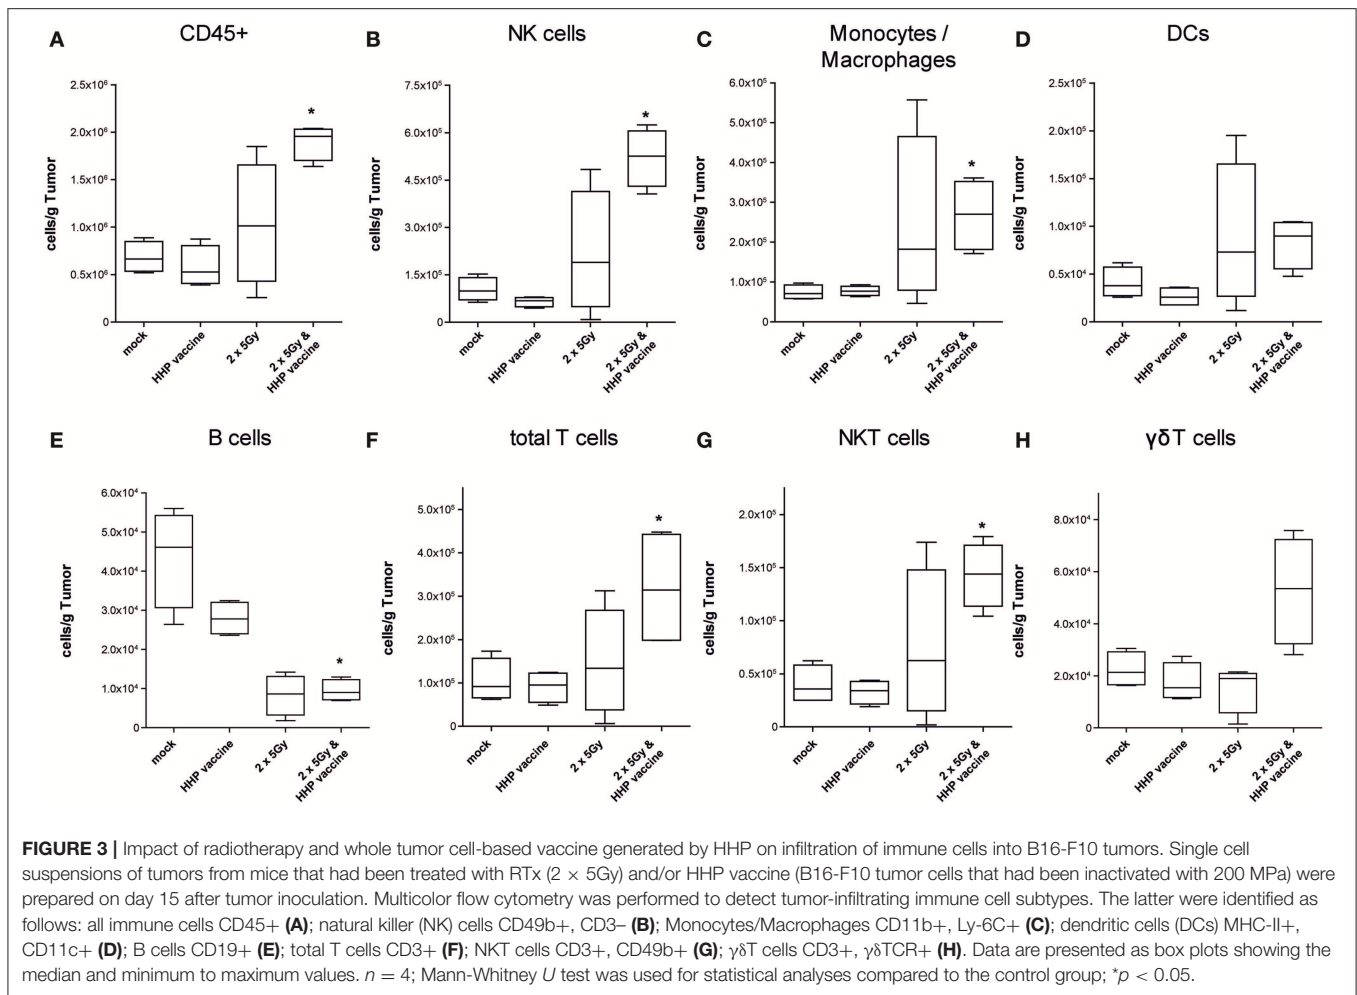 A
CD45+
2.5x10⁶
2.0x10⁶
1.5x10⁶
1.0x10⁶
0.5x10⁶
0
cells/g Tumor
*
mock
HHP vaccine
2 x 5Gy
2 x 5Gy &
HHP vaccine
B
NK cells
7.5x10⁵
6.0x10⁵
4.5x10⁵
3.0x10⁵
1.5x10⁵
0
cells/g Tumor
*
mock
HHP vaccine
2 x 5Gy
2 x 5Gy &
HHP vaccine
C
Monocytes /
Macrophages
6.0x10⁵
5.0x10⁵
4.0x10⁵
3.0x10⁵
2.0x10⁵
1.0x10⁵
0
cells/g Tumor
*
mock
HHP vaccine
2 x 5Gy
2 x 5Gy &
HHP vaccine
D
DCs
2.5x10⁵
2.0x10⁵
1.5x10⁵
1.0x10⁵
0.5x10⁴
0
cells/g Tumor
mock
HHP vaccine
2 x 5Gy
2 x 5Gy &
HHP vaccine
E
B cells
6.0x10⁴
5.0x10⁴
4.0x10⁴
3.0x10⁴
2.0x10⁴
1.0x10⁴
0
cells/g Tumor
*
mock
HHP vaccine
2 x 5Gy
2 x 5Gy &
HHP vaccine
F
total T cells
5.0x10⁵
4.0x10⁵
3.0x10⁵
2.0x10⁵
1.0x10⁵
0
cells/g Tumor
*
mock
HHP vaccine
2 x 5Gy
2 x 5Gy &
HHP vaccine
G
NKT cells
2.0x10⁵
1.5x10⁵
1.0x10⁵
0.5x10⁵
0
cells/g Tumor
*
mock
HHP vaccine
2 x 5Gy
2 x 5Gy &
HHP vaccine
H
γδT cells
8.0x10⁴
6.0x10⁴
4.0x10⁴
2.0x10⁴
0
cells/g Tumor
mock
HHP vaccine
2 x 5Gy
2 x 5Gy &
HHP vaccine
FIGURE 3 | Impact of radiotherapy and whole tumor cell-based vaccine generated by HHP on infiltration of immune cells into B16-F10 tumors. Single cell
suspensions of tumors from mice that had been treated with RTx (2 × 5Gy) and/or HHP vaccine (B16-F10 tumor cells that had been inactivated with 200 MPa) were
prepared on day 15 after tumor inoculation. Multicolor flow cytometry was performed to detect tumor-infiltrating immune cell subtypes. The latter were identified as
follows: all immune cells CD45+ (A); natural killer (NK) cells CD49b+, CD3– (B); Monocytes/Macrophages CD11b+, Ly-6C+ (C); dendritic cells (DCs) MHC-II+,
CD11c+ (D); B cells CD19+ (E); total T cells CD3+ (F); NKT cells CD3+, CD49b+ (G); γδT cells CD3+, γδTCR+ (H). Data are presented as box plots showing the
median and minimum to maximum values. n = 4; Mann-Whitney U test was used for statistical analyses compared to the control group; *p < 0.05.